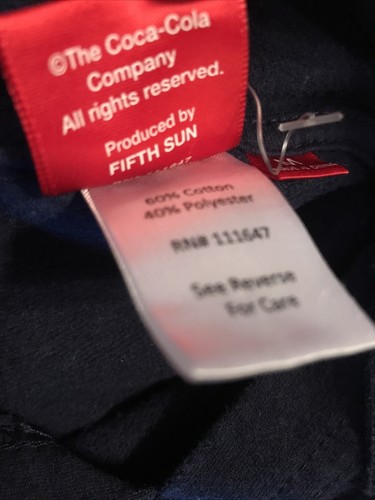 ©The Coca-Cola
Company
All rights reserved.
Produced by
FIFTH SUN
60% Cotton
40% Polyester
RN# 111647
See Reverse
For Care
M